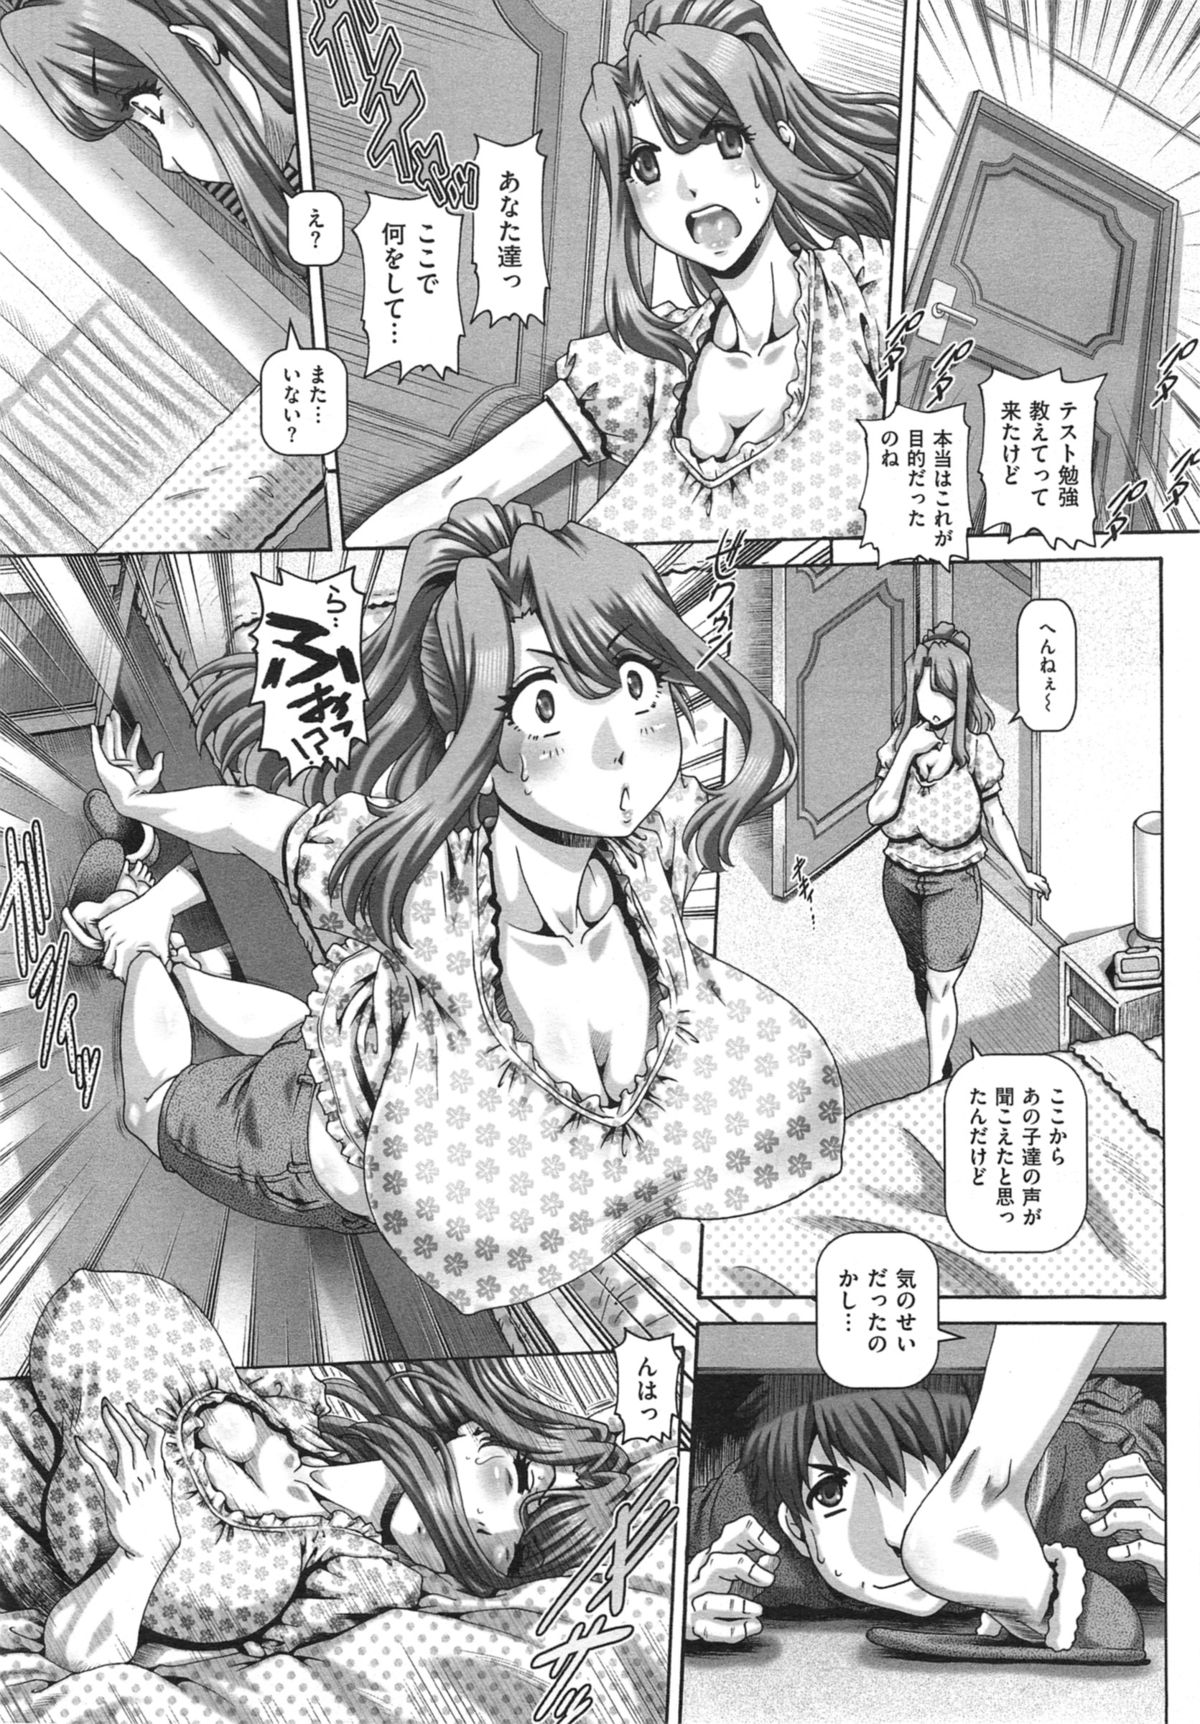 テスト勉強
教えてって
来たけど
本当はこれが
目的だった
のね
あなた達っ
ここで
何をして…
え?
また…
いない?
へんねぇ~
ここから
あの子達の声が
聞こえたと思っ
たんだけど
気のせい
だったの
かし…
ら…
ふおぉっ
!?
んはっ